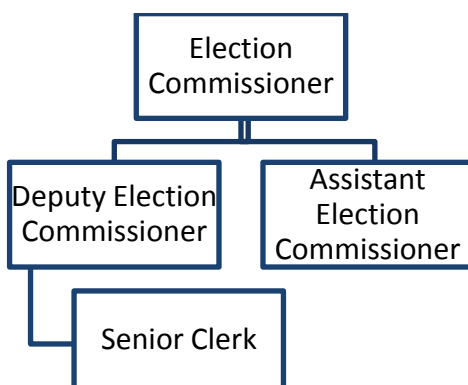 Election
Commissioner
Deputy Election
Commissioner
Assistant
Election
Commissioner
Senior Clerk